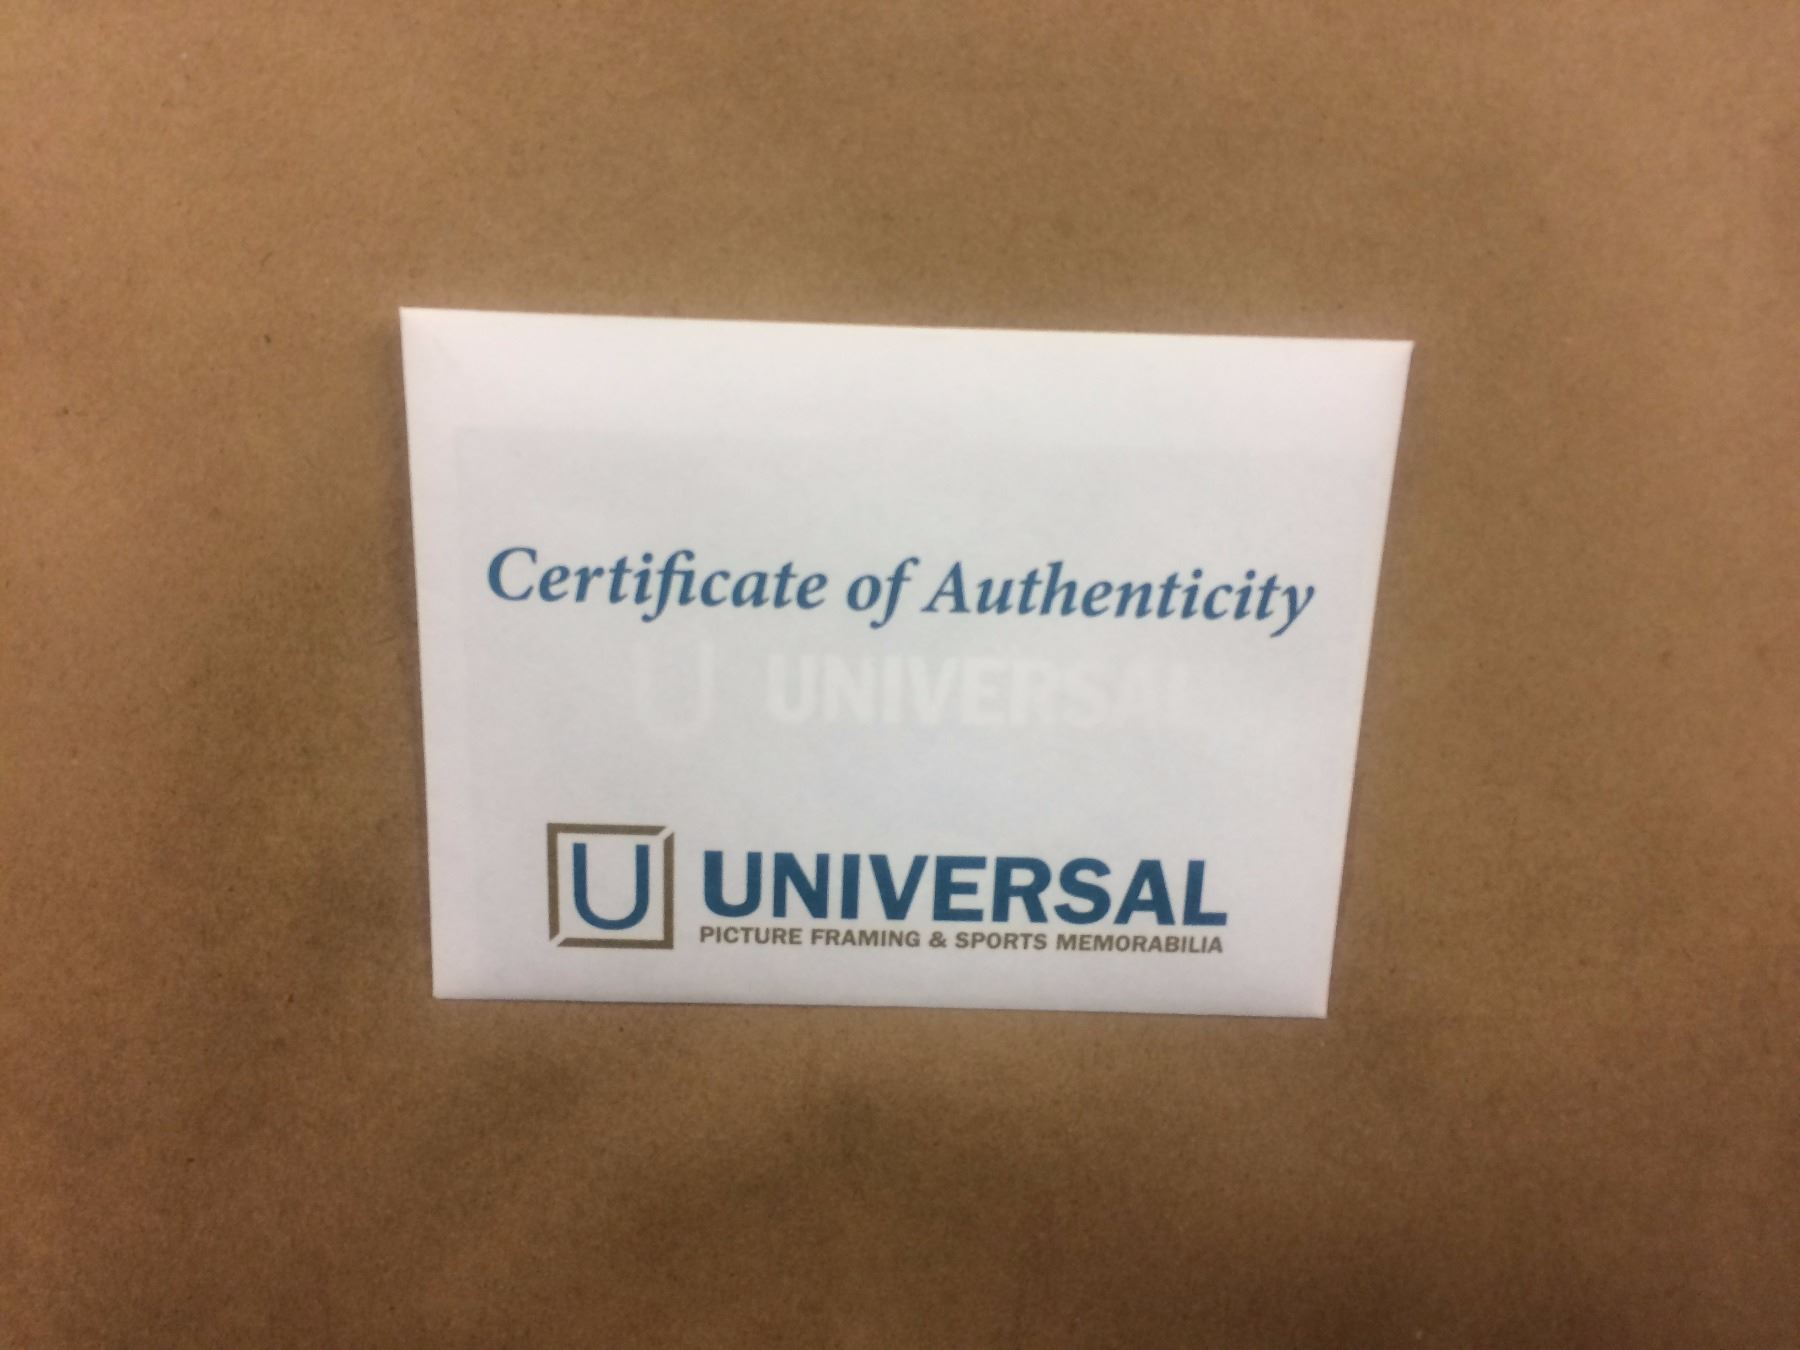 Certificate of Authenticity
U UNIVERSAL
U UNIVERSAL
PICTURE FRAMING & SPORTS MEMORABILIA